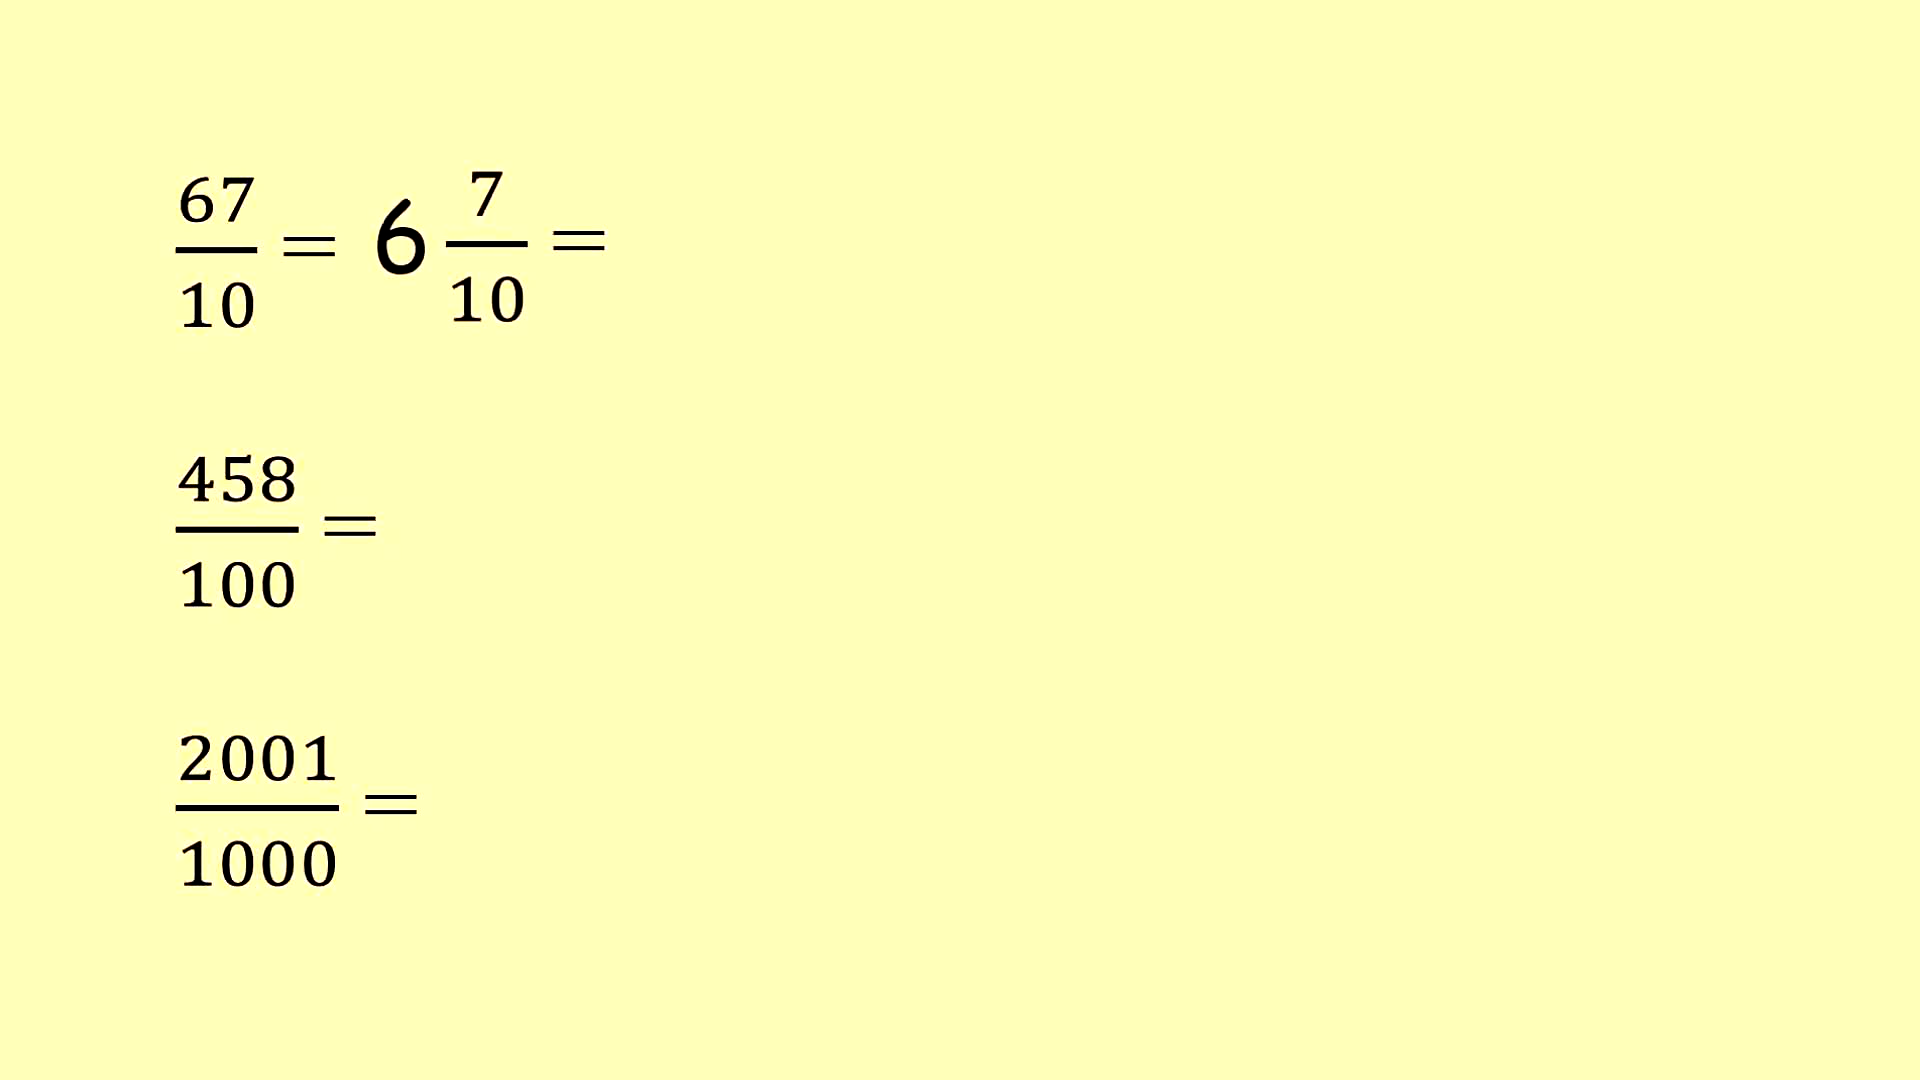 67/10 = 6 7/10 =
458/100 =
2001/1000 =